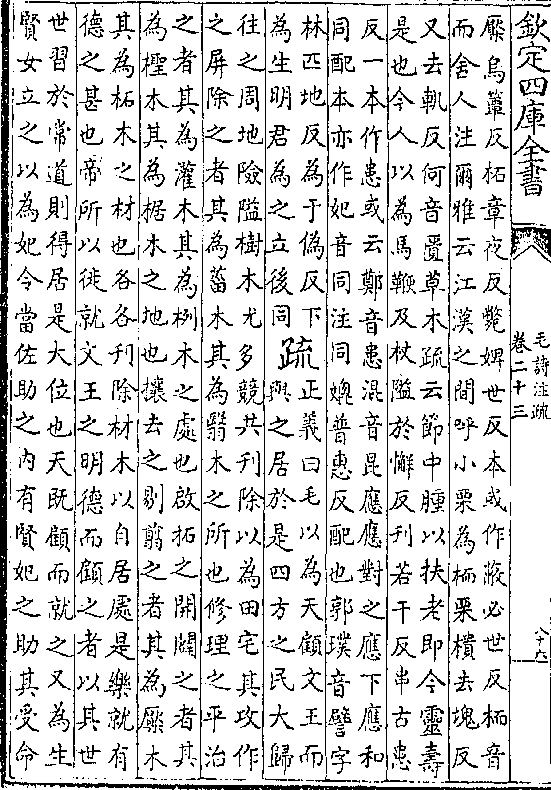 欽定四庫全書
毛詩注疏
卷二十三
八十六
檿烏簟反柘章夜反斃婢世反本或作蔽必世反栭音
而舍人注爾雅云江漢之間呼小栗為栭栗樻去塊反
又去軌反何音匱草木疏云節中腫以扶老即今靈壽
是也今人以為馬鞭及杖隘於懈反刊若干反串古患
反一本作患或云鄭音患混音昆應應對之應下應和
同配本亦作妃音同注同媲普惠反配也郭璞音譬字
林匹地反為于偽反下
為生明君為之立後同疏正義曰毛以為天顧文王而
與之居於是四方之民大歸
往之周地險隘樹木尤多競共刊除以為田宅其攻作
之屏除之者其為菑木其為翳木之所也修理之平治
之者其為灌木其為栵木之處也啟拓之開闢之者其
為檉木其為椐木之地也攘去之剔翦之者其為檿木
其為柘木之材也各各刊除材木以自居處是樂就有
德之甚也帝所以徙就文王之明德而顧之者以其世
世習於常道則得居是大位也天既顧而就之又為生
賢女立之以為妃令當佐助之内有賢妃之助其受命